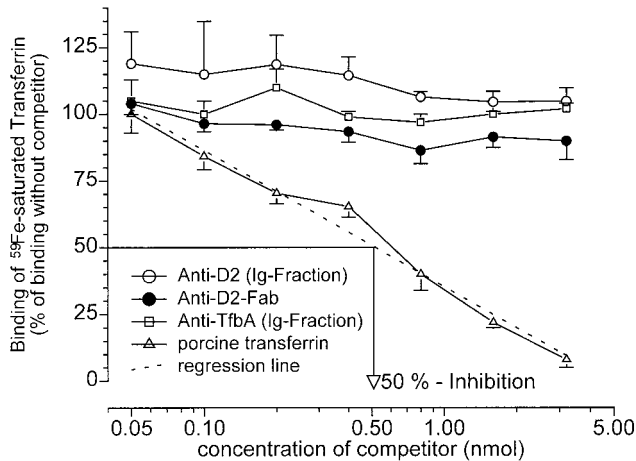 Binding of ⁵⁹Fe-saturated Transferrin
(% of binding without competitor)
125
100
75
50
25
0
Anti-D2 (Ig-Fraction)
Anti-D2-Fab
Anti-TfbA (Ig-Fraction)
porcine transferrin
regression line
50 % - Inhibition
0.05 0.10 0.50 1.00 5.00
concentration of competitor (nmol)